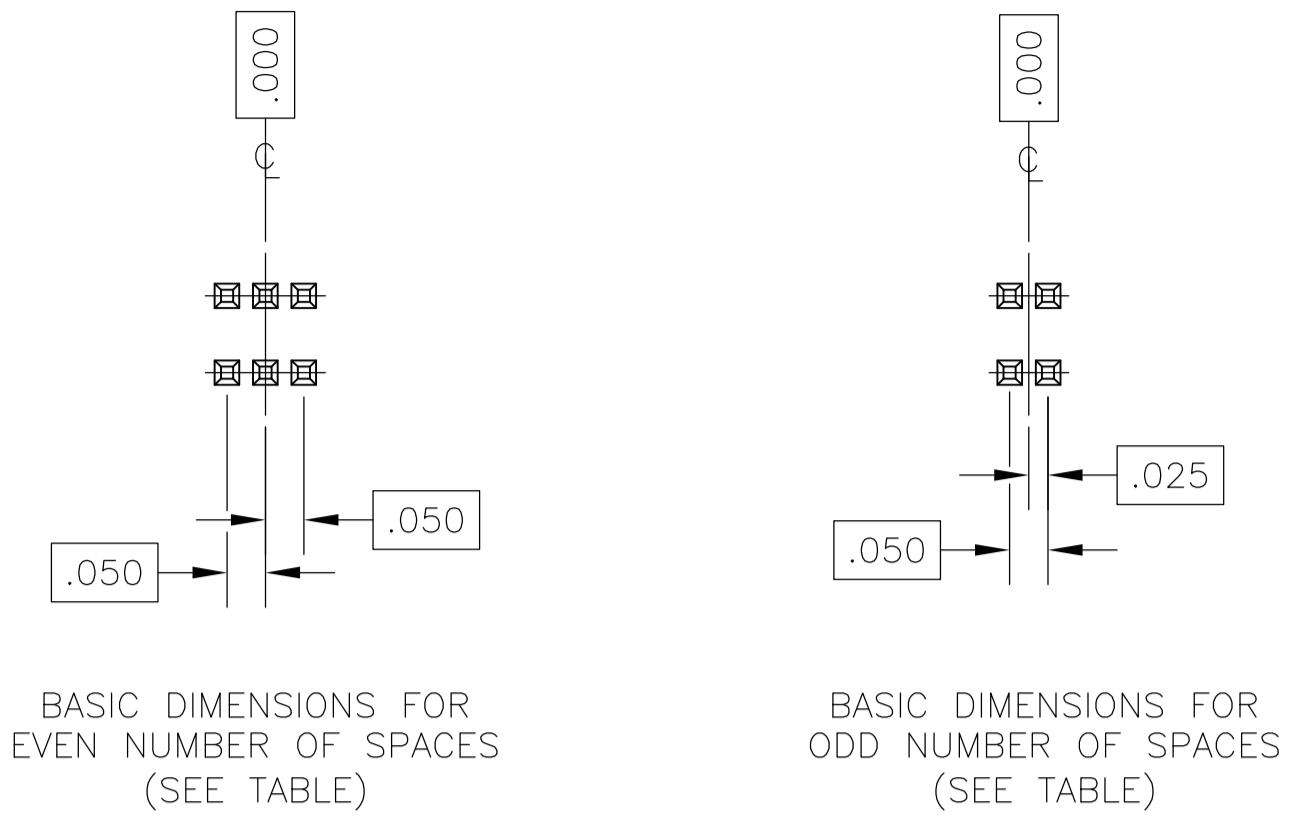 .000
℄
.050
.050
BASIC DIMENSIONS FOR
EVEN NUMBER OF SPACES
(SEE TABLE)
.000
℄
.025
.050
BASIC DIMENSIONS FOR
ODD NUMBER OF SPACES
(SEE TABLE)